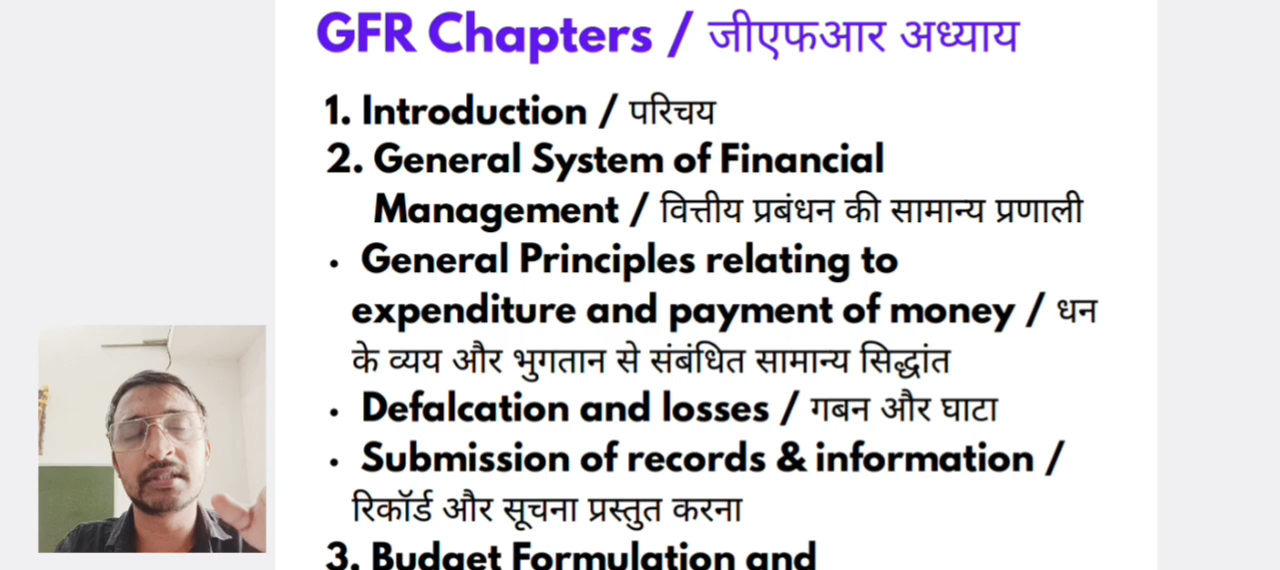 GFR Chapters / जीएफआर अध्याय
1. Introduction / परिचय
2. General System of Financial
Management / वित्तीय प्रबंधन की सामान्य प्रणाली
• General Principles relating to
expenditure and payment of money / धन
के व्यय और भुगतान से संबंधित सामान्य सिद्धांत
• Defalcation and losses / गबन और घाटा
• Submission of records & information /
रिकॉर्ड और सूचना प्रस्तुत करना
3. Budget Formulation and